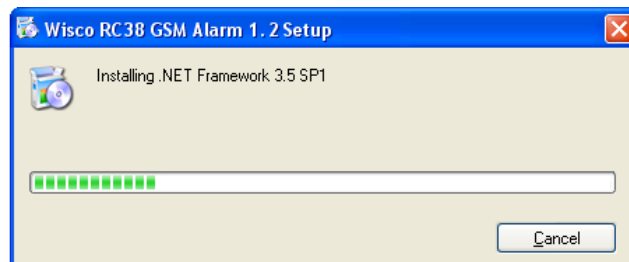 Wisco RC38 GSM Alarm 1.2 Setup
Installing .NET Framework 3.5 SP1
Cancel